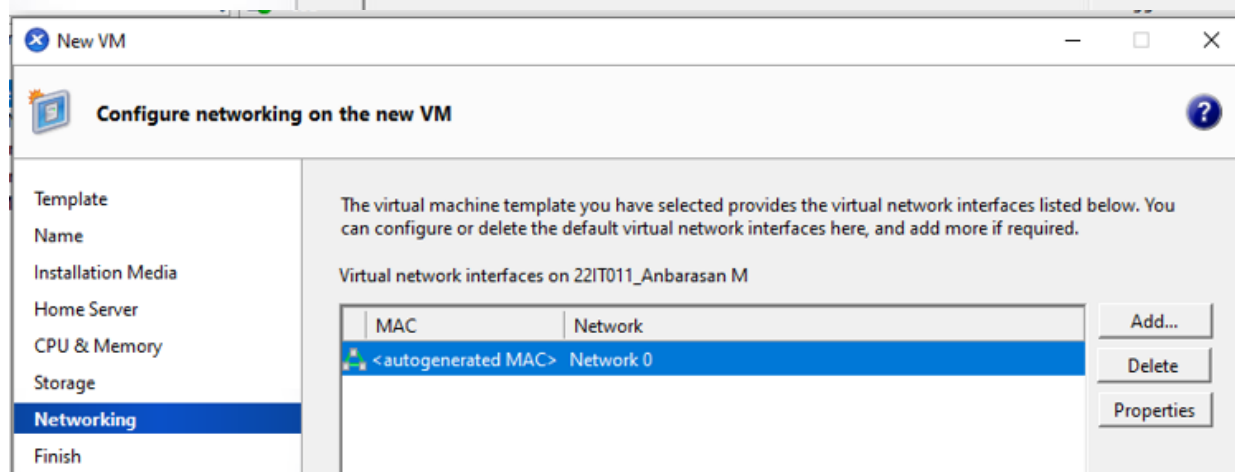 New VM
Configure networking on the new VM
?
Template
Name
Installation Media
Home Server
CPU & Memory
Storage
Networking
Finish
The virtual machine template you have selected provides the virtual network interfaces listed below. You
can configure or delete the default virtual network interfaces here, and add more if required.
Virtual network interfaces on 22IT011_Anbarasan M
MAC Network
<autogenerated MAC> Network 0
Add...
Delete
Properties